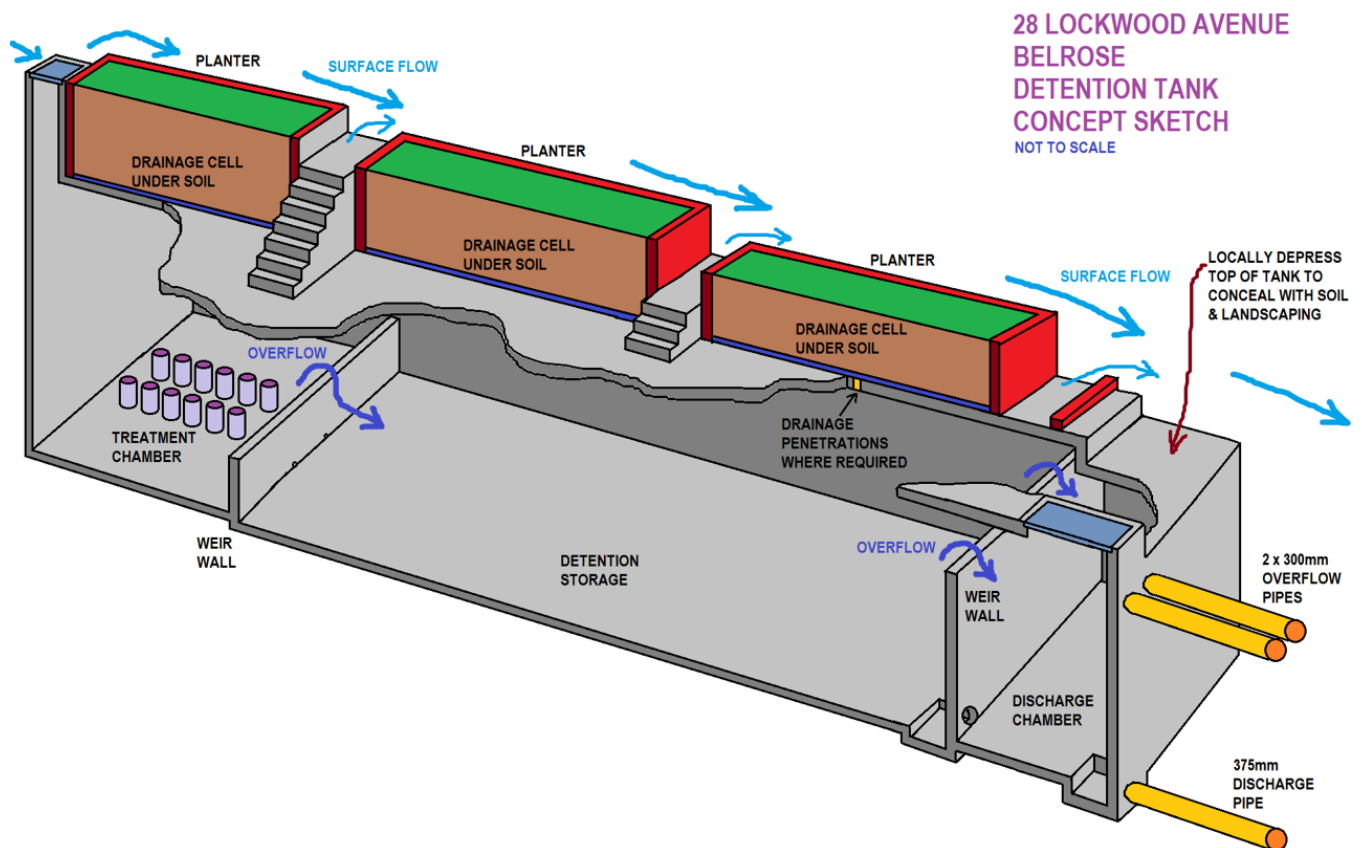 28 LOCKWOOD AVENUE
BELROSE
DETENTION TANK
CONCEPT SKETCH
NOT TO SCALE
PLANTER
SURFACE FLOW
DRAINAGE CELL
UNDER SOIL
PLANTER
DRAINAGE CELL
UNDER SOIL
PLANTER
SURFACE FLOW
LOCALLY DEPRESS
TOP OF TANK TO
CONCEAL WITH SOIL
& LANDSCAPING
DRAINAGE CELL
UNDER SOIL
OVERFLOW
TREATMENT
CHAMBER
DRAINAGE
PENETRATIONS
WHERE REQUIRED
WEIR
WALL
DETENTION
STORAGE
OVERFLOW
WEIR
WALL
2 x 300mm
OVERFLOW
PIPES
DISCHARGE
CHAMBER
375mm
DISCHARGE
PIPE